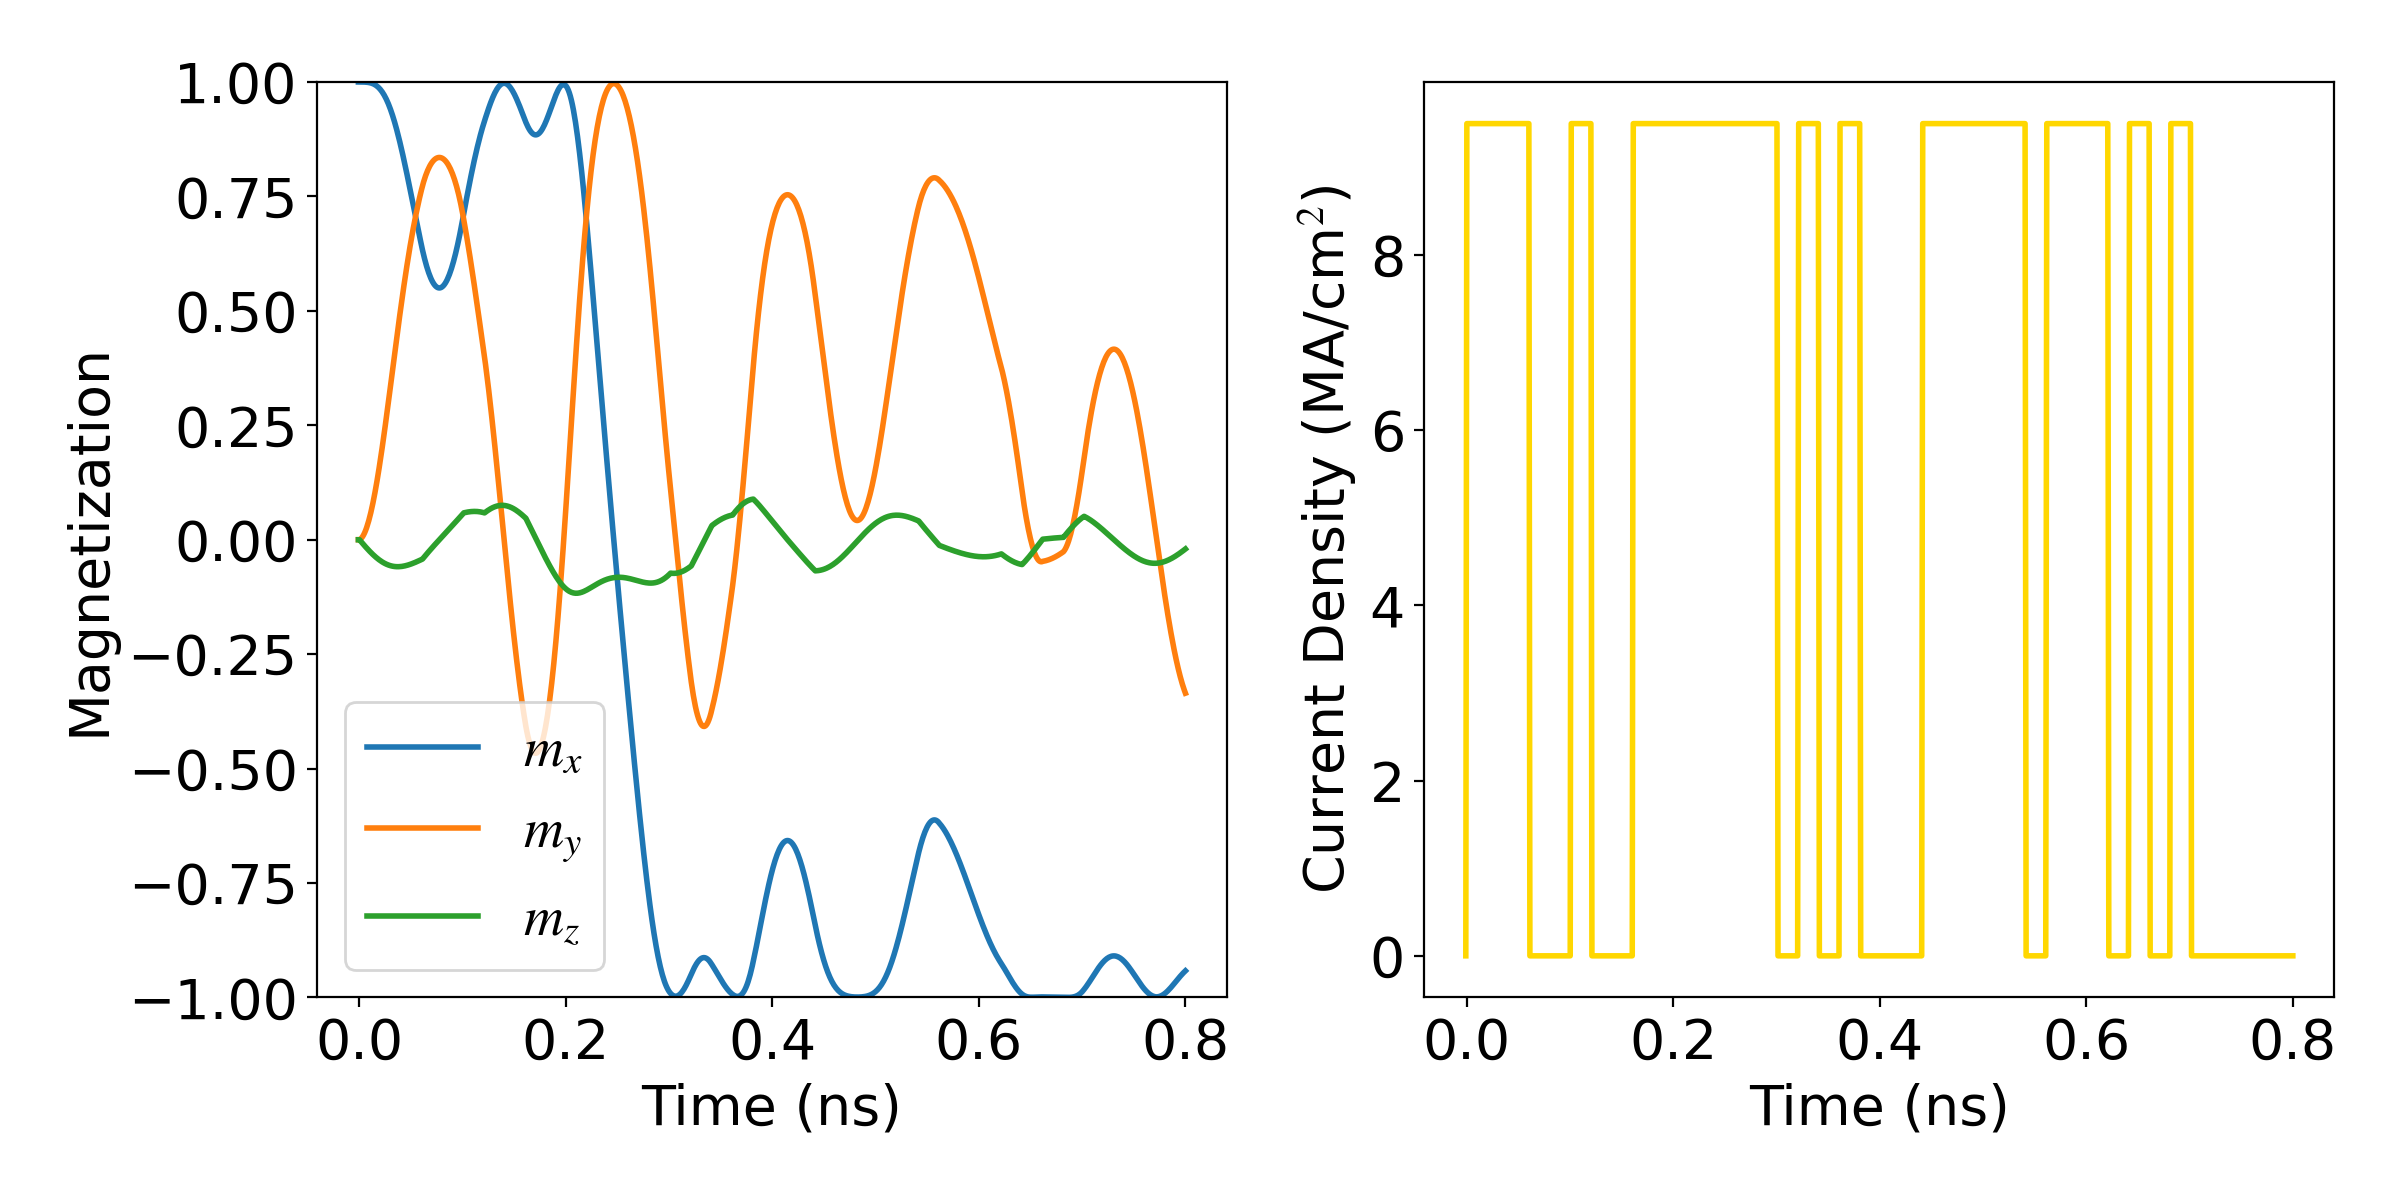 Magnetization
1.00
0.75
0.50
0.25
0.00
−0.25
−0.50
−0.75
−1.00
0.0 0.2 0.4 0.6 0.8
Time (ns)
mₓ
m_y
m_z
Current Density (MA/cm²)
8
6
4
2
0
0.0 0.2 0.4 0.6 0.8
Time (ns)